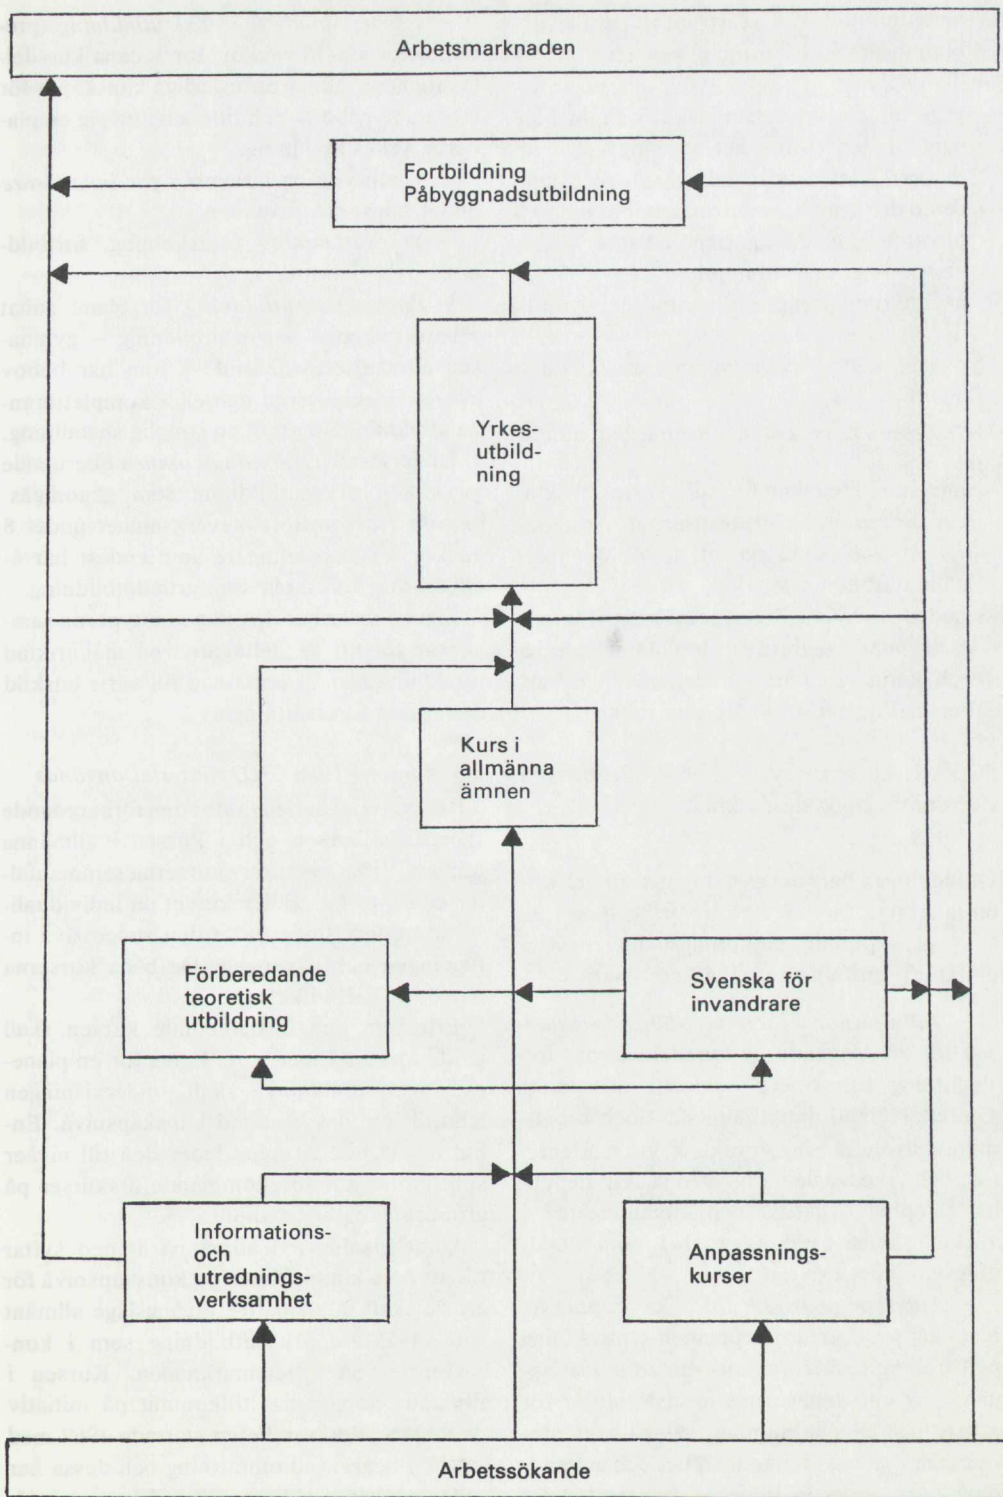 Arbetsmarknaden
Fortbildning
Påbyggnadsutbildning
Yrkes-
utbild-
ning
Kurs i
allmänna
ämnen
Förberedande
teoretisk
utbildning
Svenska för
invandrare
Informations-
och
utrednings-
verksamhet
Anpassnings-
kurser
Arbetssökande